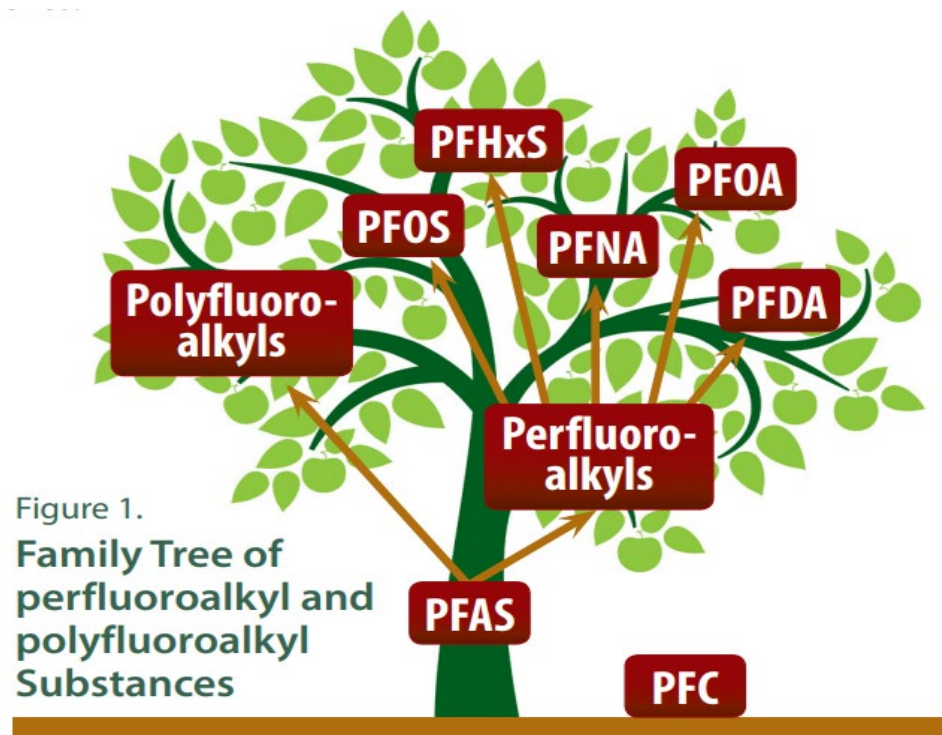 PFHxS
PFOA
PFOS
PFNA
Polyfluoro-
alkyls
PFDA
Perfluoro-
alkyls
Figure 1.
Family Tree of
perfluoroalkyl and
polyfluoroalkyl
Substances
PFAS
PFC